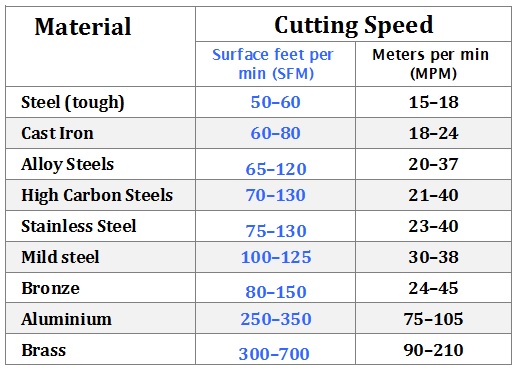 Material Cutting Speed
Surface feet per Meters per min
min (SFM) (MPM)
Steel (tough) 50–60 15–18
Cast Iron 60–80 18–24
Alloy Steels 65–120 20–37
High Carbon Steels 70–130 21–40
Stainless Steel 75–130 23–40
Mild steel 100–125 30–38
Bronze 80–150 24–45
Aluminium 250–350 75–105
Brass 300–700 90–210